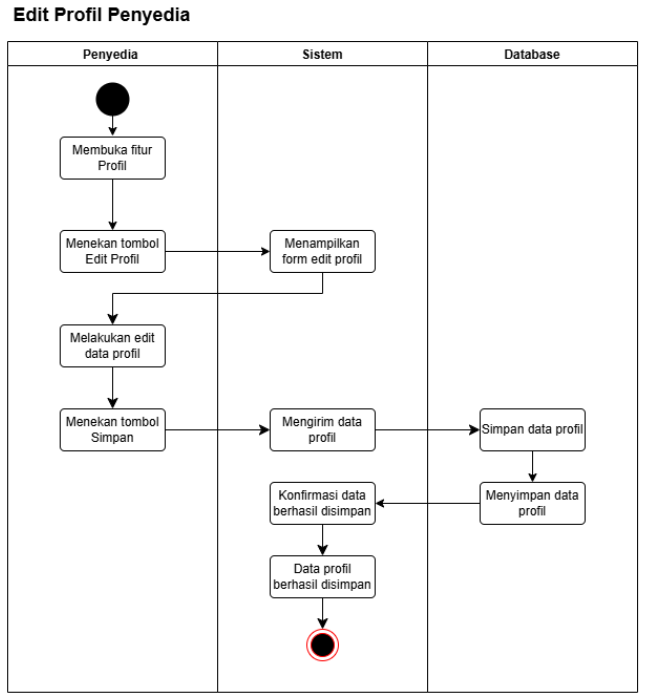 Edit Profil Penyedia
Penyedia
Sistem
Database
Membuka fitur
Profil
Menekan tombol
Edit Profil
Menampilkan
form edit profil
Melakukan edit
data profil
Menekan tombol
Simpan
Mengirim data
profil
Simpan data profil
Menyimpan data
profil
Konfirmasi data
berhasil disimpan
Data profil
berhasil disimpan